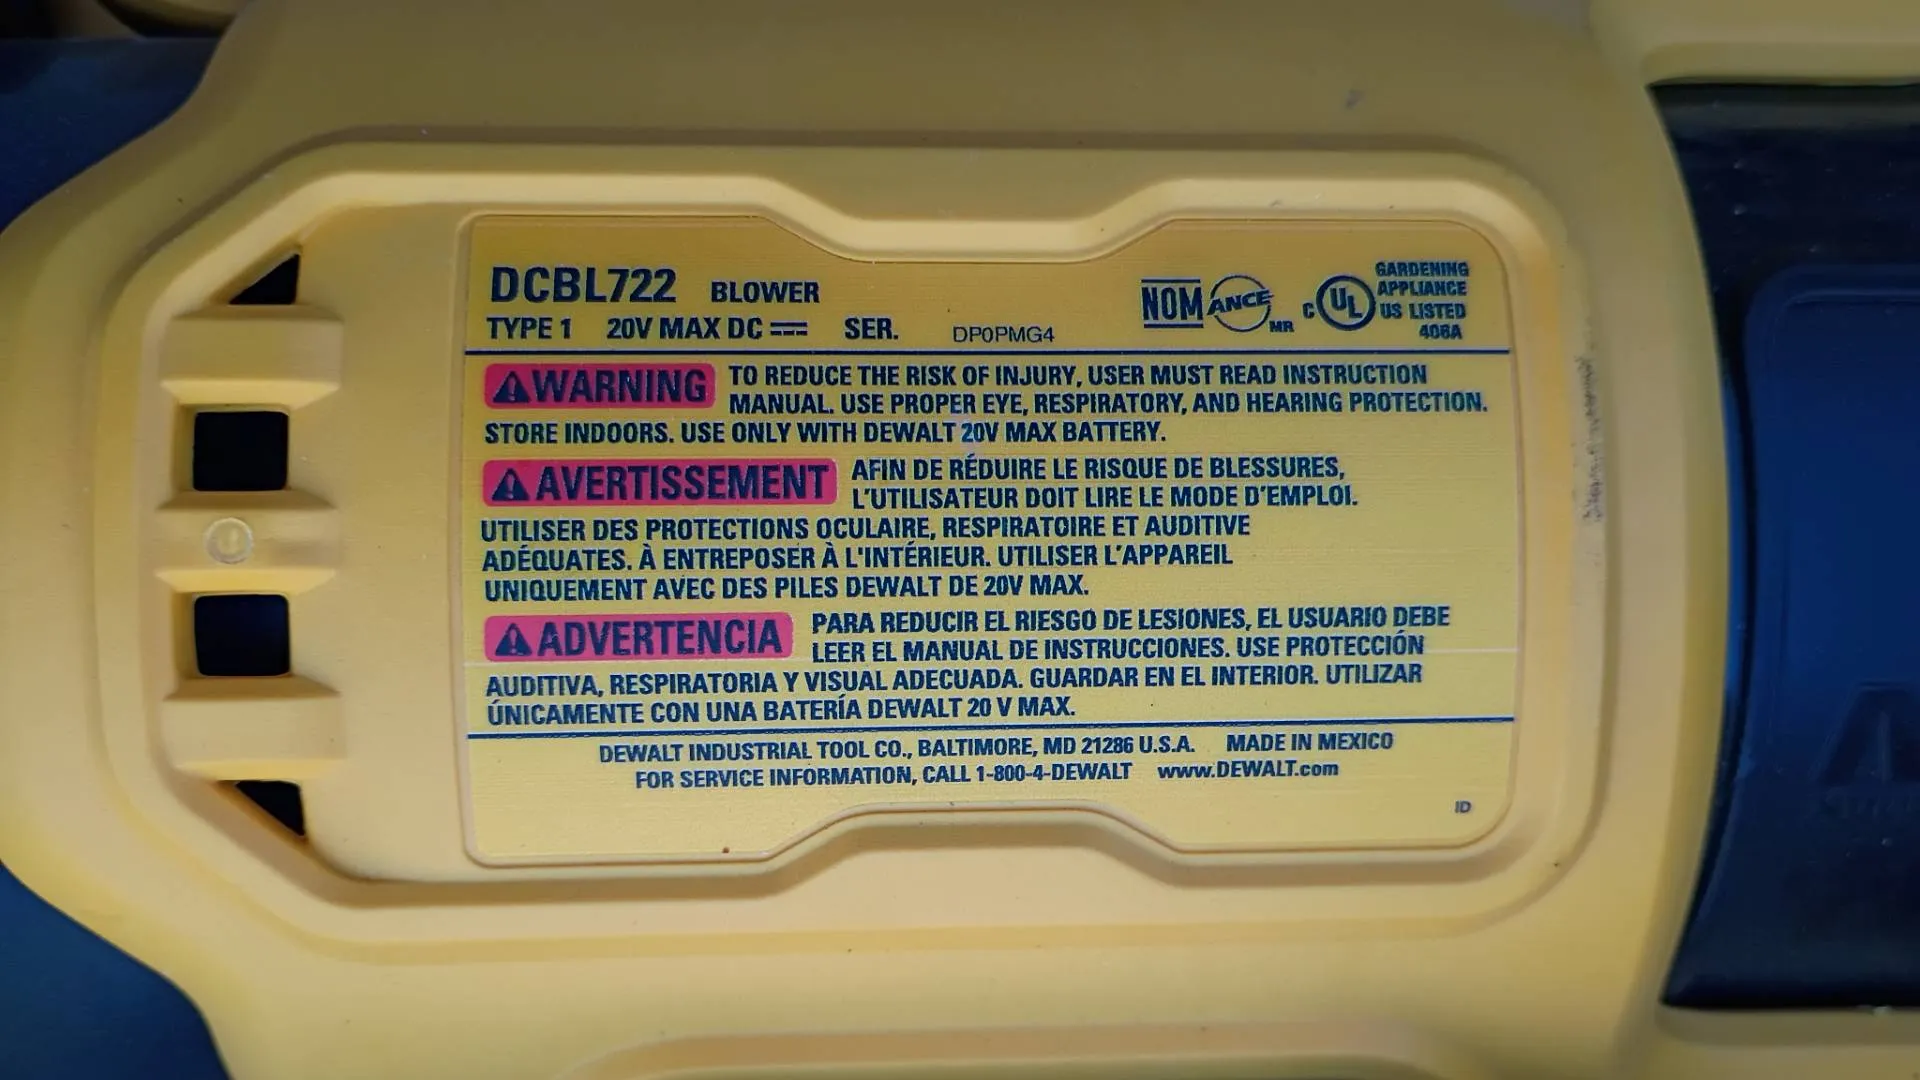 DCBL722 BLOWER
TYPE 1 20V MAX DC SER. DP0PMG4
NOM ANCE MR
C UL US LISTED
GARDENING
APPLIANCE
406A
WARNING TO REDUCE THE RISK OF INJURY, USER MUST READ INSTRUCTION
MANUAL. USE PROPER EYE, RESPIRATORY, AND HEARING PROTECTION.
STORE INDOORS. USE ONLY WITH DEWALT 20V MAX BATTERY.
AVERTISSEMENT AFIN DE RÉDUIRE LE RISQUE DE BLESSURES,
L'UTILISATEUR DOIT LIRE LE MODE D'EMPLOI.
UTILISER DES PROTECTIONS OCULAIRE, RESPIRATOIRE ET AUDITIVE
ADÉQUATES. À ENTREPOSER À L'INTÉRIEUR. UTILISER L'APPAREIL
UNIQUEMENT AVEC DES PILES DEWALT DE 20V MAX.
ADVERTENCIA PARA REDUCIR EL RIESGO DE LESIONES, EL USUARIO DEBE
LEER EL MANUAL DE INSTRUCCIONES. USE PROTECCIÓN
AUDITIVA, RESPIRATORIA Y VISUAL ADECUADA. GUARDAR EN EL INTERIOR. UTILIZAR
ÚNICAMENTE CON UNA BATERÍA DEWALT 20 V MAX.
DEWALT INDUSTRIAL TOOL CO., BALTIMORE, MD 21286 U.S.A. MADE IN MEXICO
FOR SERVICE INFORMATION, CALL 1-800-4-DEWALT www.DEWALT.com
ID